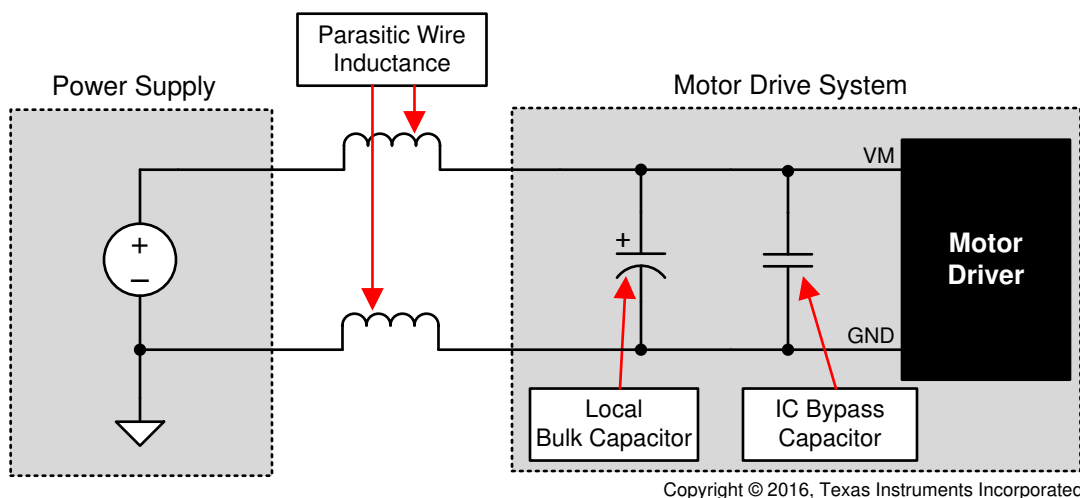 Parasitic Wire
Inductance
Power Supply
Motor Drive System
VM
+
–
+
Motor
Driver
GND
Local
Bulk Capacitor
IC Bypass
Capacitor
Copyright © 2016, Texas Instruments Incorporated